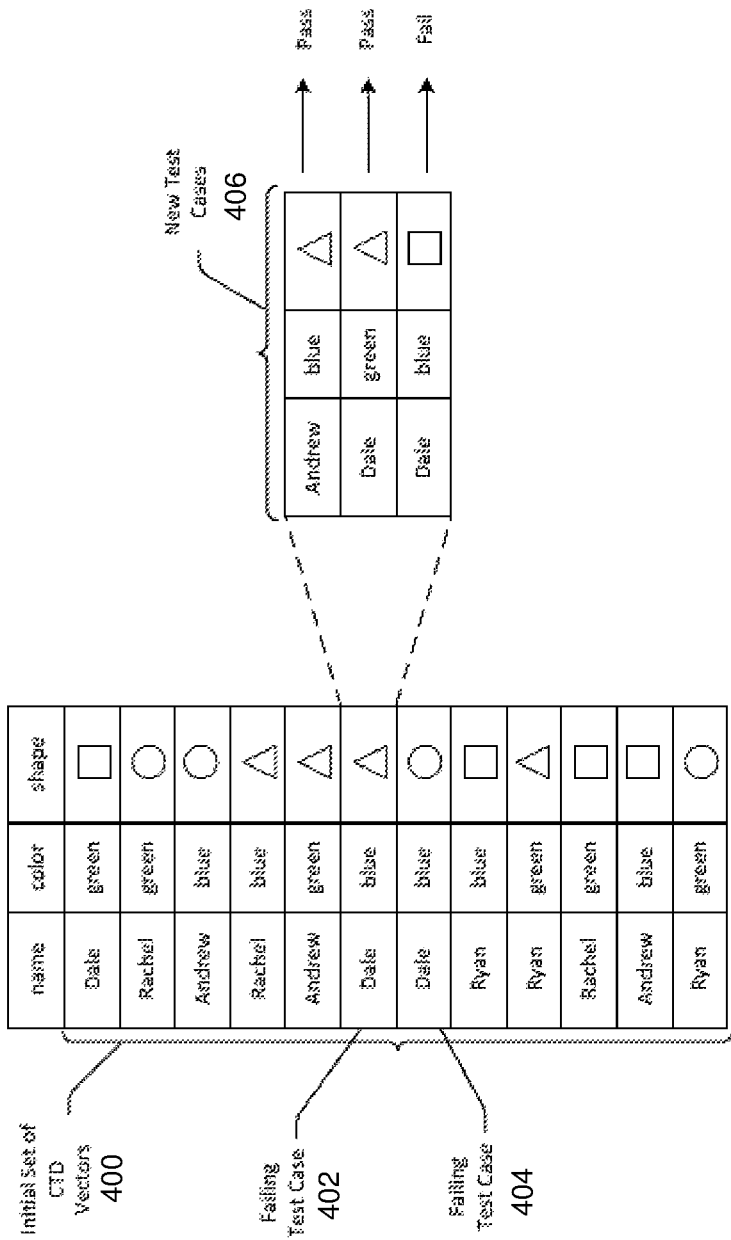 Initial Set of
CTD
Vectors
400
Failing
Test Case
402
Failing
Test Case
404
name color shape
Dale green
Rachel green
Andrew blue
Rachel blue
Andrew green
Dale blue
Dale blue
Ryan blue
Ryan green
Rachel green
Andrew blue
Ryan green
New Test
Cases
406
Andrew blue
Dale green
Dale blue
Pass
Pass
Fail